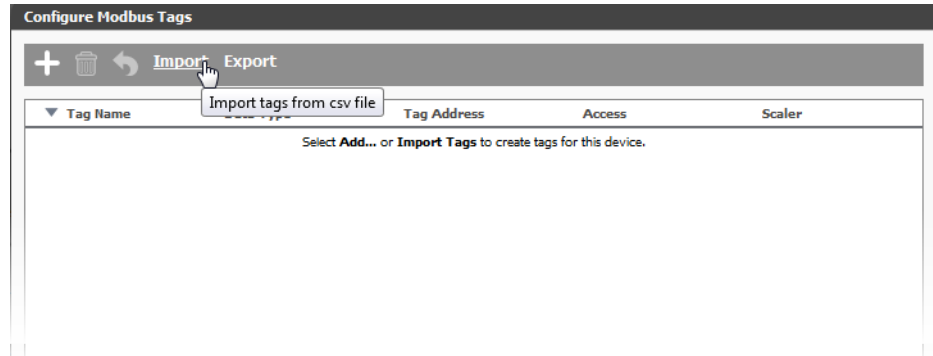 Configure Modbus Tags
Import Export
Import tags from csv file
Tag Name Tag Address Access Scaler
Select Add... or Import Tags to create tags for this device.